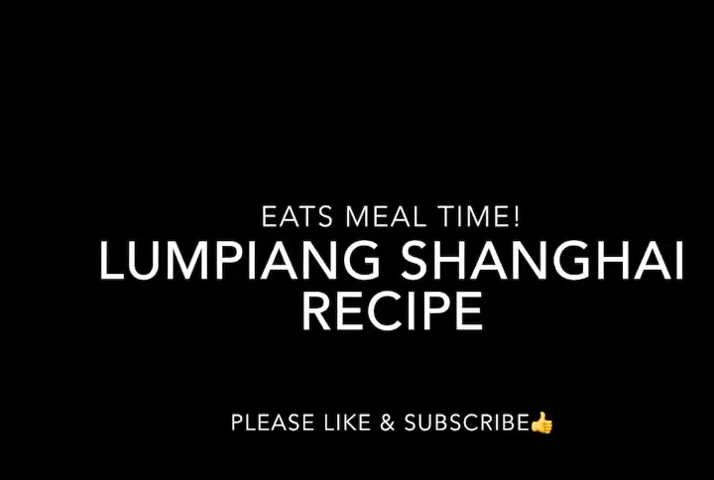 EATS MEAL TIME!
LUMPIANG SHANGHAI
RECIPE
PLEASE LIKE & SUBSCRIBE👍